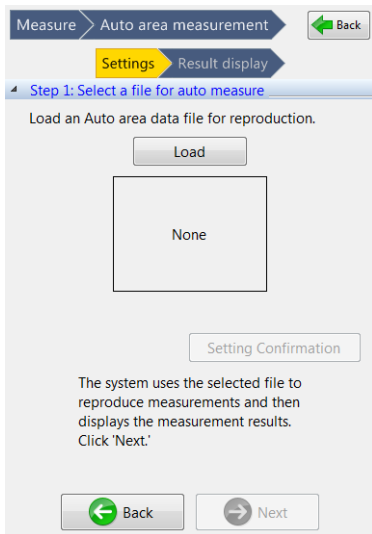 Measure Auto area measurement Back
Settings Result display
Step 1: Select a file for auto measure
Load an Auto area data file for reproduction.
Load
None
Setting Confirmation
The system uses the selected file to
reproduce measurements and then
displays the measurement results.
Click 'Next.'
Back Next